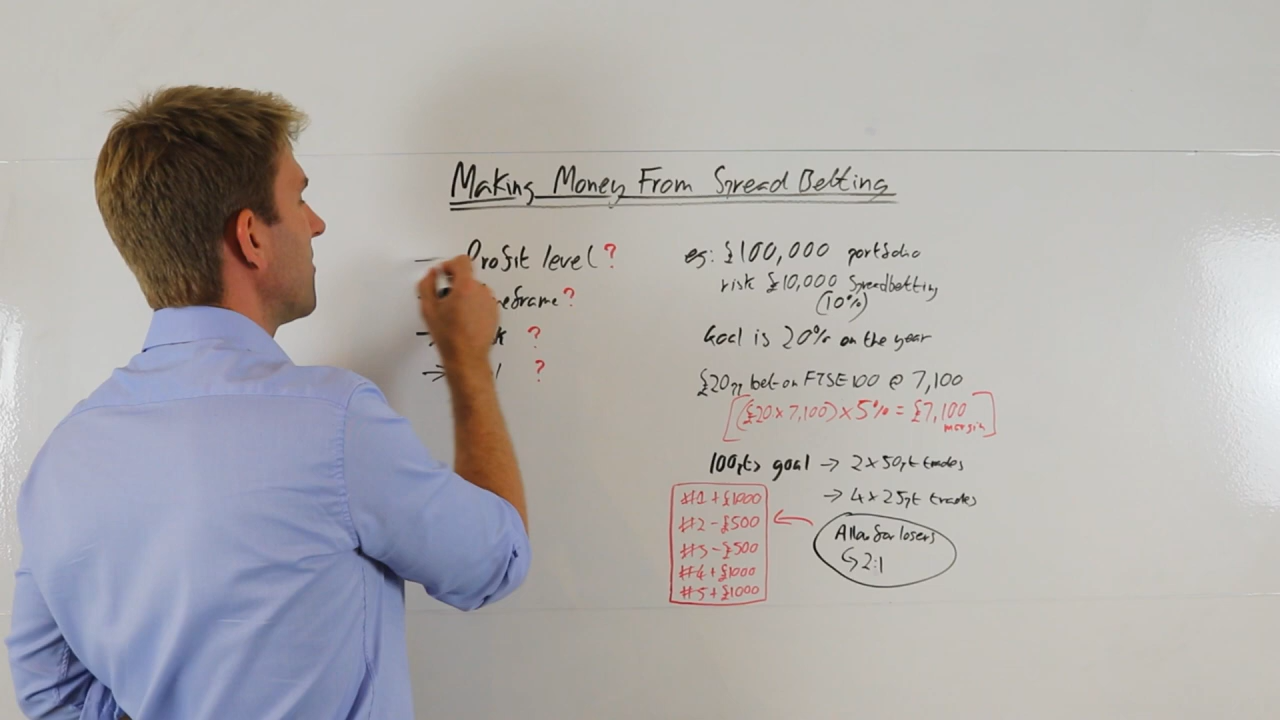 Making Money From Spread Betting
Profit level ?
?
?
?
eg: £100,000 portfolio
risk £10,000 Spreadbetting
(10%)
Goal is 20% on the year
£20pp bet on FTSE 100 @ 7,100
[(£20 x 7,100) x 5% = £7,100
margin]
100pts goal → 2 x 50pt trades
→ 4 x 25pt trades
#1 + £1000
#2 - £500
#3 - £500
#4 + £1000
#5 + £1000
Allow for losers
↳ 2:1